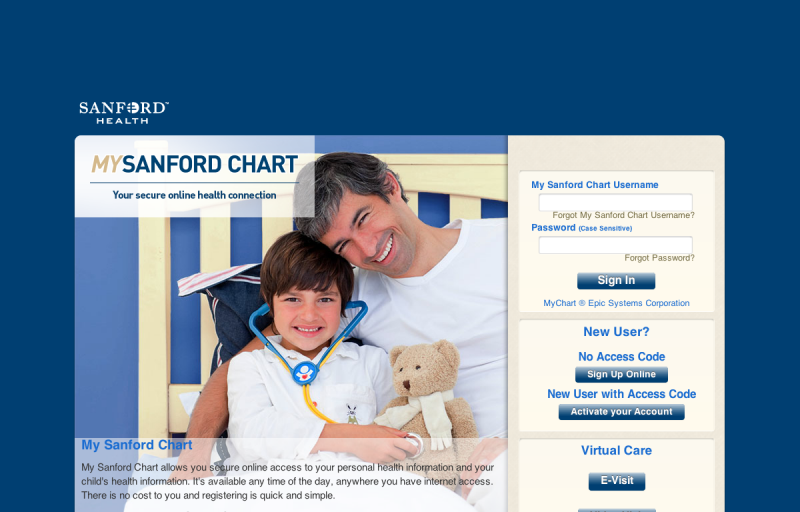 SANFORD
HEALTH
MYSANFORD CHART
Your secure online health connection
My Sanford Chart Username
Forgot My Sanford Chart Username?
Password (Case Sensitive)
Forgot Password?
Sign In
MyChart ® Epic Systems Corporation
New User?
No Access Code
Sign Up Online
New User with Access Code
Activate your Account
Virtual Care
E-Visit
My Sanford Chart
My Sanford Chart allows you secure online access to your personal health information and your
child's health information. It's available any time of the day, anywhere you have internet access.
There is no cost to you and registering is quick and simple.